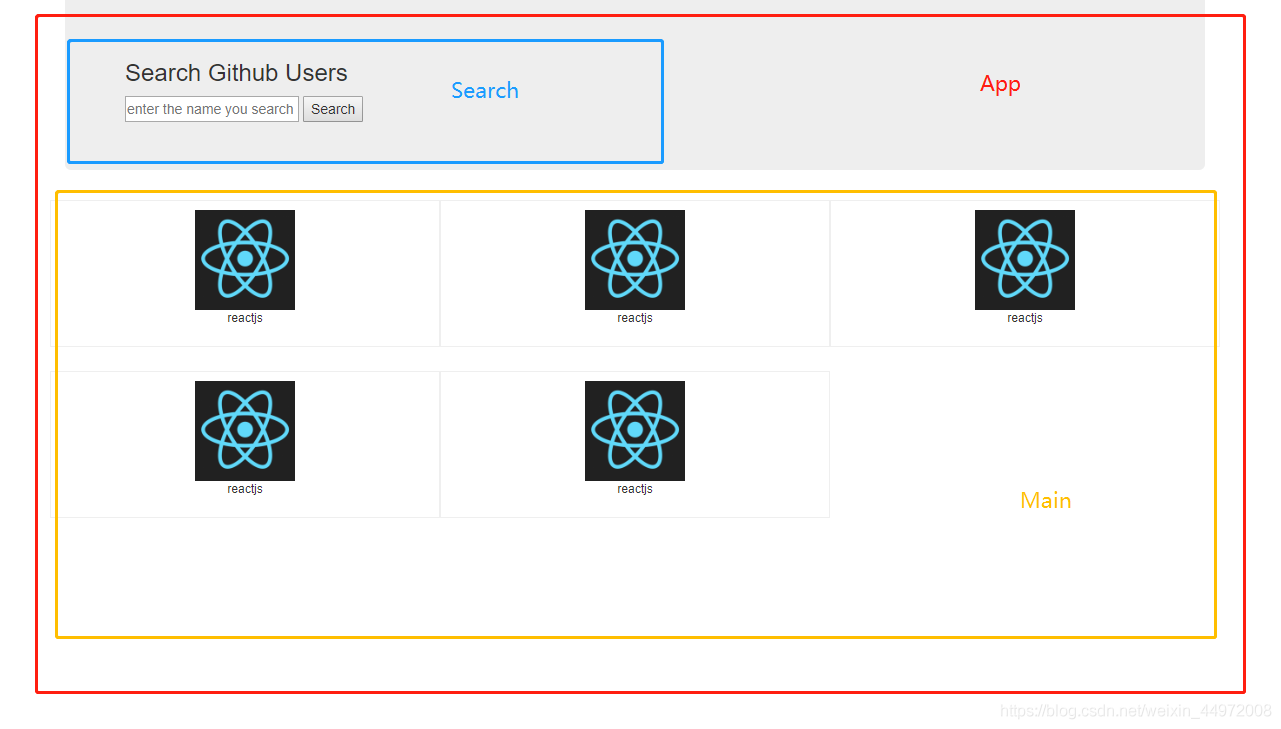 Search Github Users
Search
App
enter the name you search
Search
reactjs
reactjs
reactjs
reactjs
reactjs
Main
https://blog.csdn.net/weixin_44972008